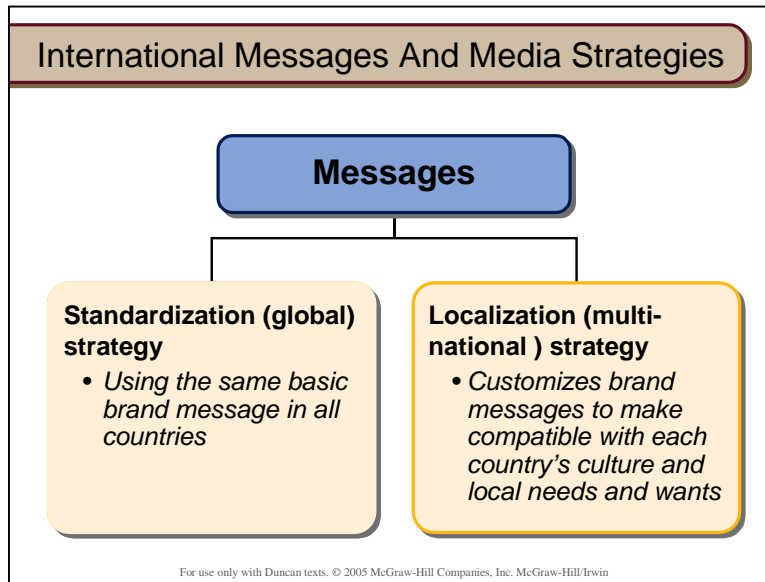 International Messages And Media Strategies
Messages
Standardization (global)
strategy
• Using the same basic
brand message in all
countries
Localization (multi-
national ) strategy
• Customizes brand
messages to make
compatible with each
country’s culture and
local needs and wants
For use only with Duncan texts. © 2005 McGraw-Hill Companies, Inc. McGraw-Hill/Irwin